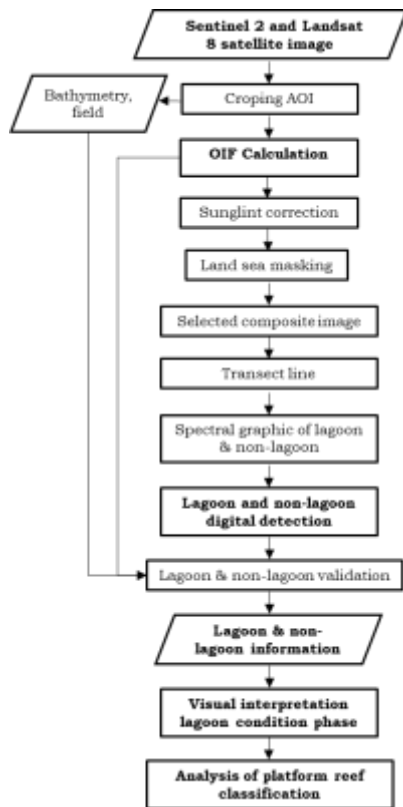 Sentinel 2 and Landsat
8 satellite image
Bathymetry,
field
Croping AOI
OIF Calculation
Sunglint correction
Land sea masking
Selected composite image
Transect line
Spectral graphic of lagoon
& non-lagoon
Lagoon and non-lagoon
digital detection
Lagoon & non-lagoon validation
Lagoon & non-
lagoon information
Visual interpretation
lagoon condition phase
Analysis of platform reef
classification